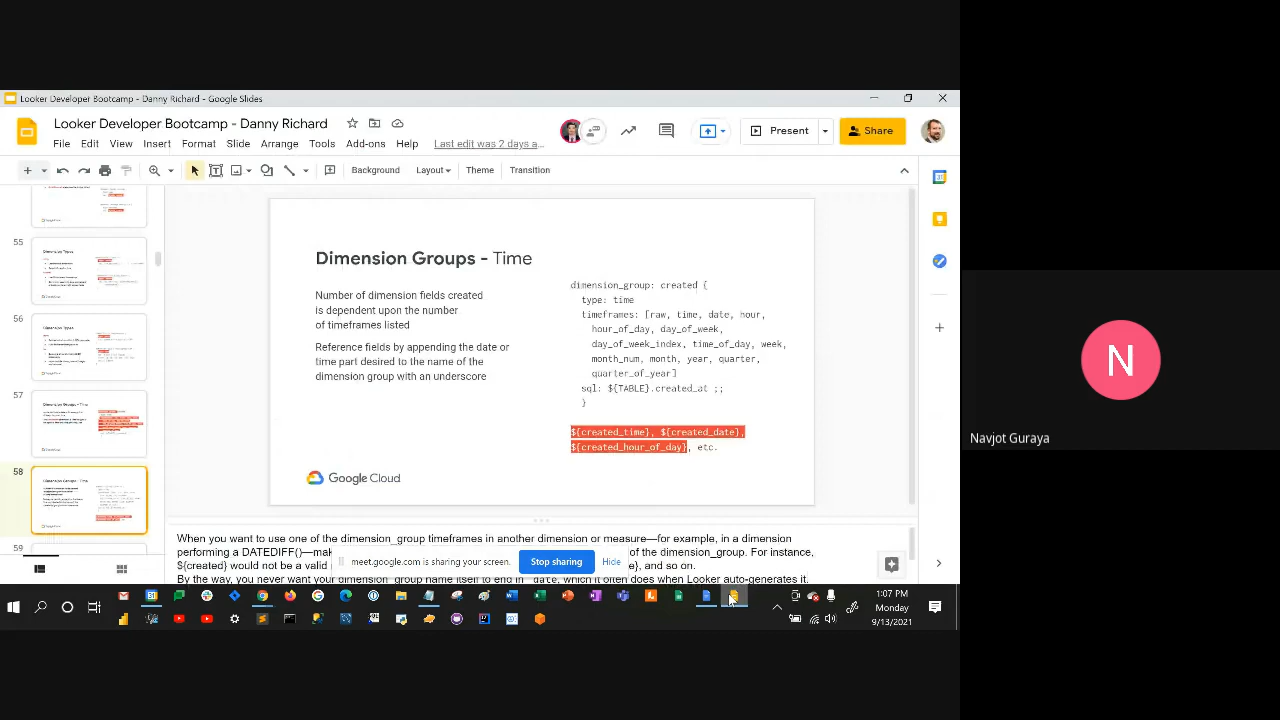 Looker Developer Bootcamp - Danny Richard - Google Slides
Looker Developer Bootcamp - Danny Richard
File Edit View Insert Format Slide Arrange Tools Add-ons Help Last edit was 2 days a...
Present
Share
Background Layout Theme Transition
55
56
57
58
59
Dimension Groups - Time
Number of dimension fields created
is dependent upon the number
of timeframes listed
Reference fields by appending the date or
time part desired to the name of the
dimension group with an underscore
dimension_group: created {
type: time
timeframes: [raw, time, date, hour,
hour_of_day, day_of_week,
day_of_week_index, time_of_day, week,
month_num, month, year, quarter,
quarter_of_year]
sql: ${TABLE}.created_at ;;
}
${created_time}, ${created_date},
${created_hour_of_day}, etc.
Google Cloud
When you want to use one of the dimension_group timeframes in another dimension or measure—for example, in a dimension
performing a DATEDIFF()—mak
of the dimension_group. For instance,
${created} would not be a valid
e}, and so on.
By the way, you never want your dimension_group name itself to end in "date, which it often does when Looker auto-generates it.
meet.google.com is sharing your screen.
Stop sharing
Hide
1:07 PM
Monday
9/13/2021
N
Navjot Guraya